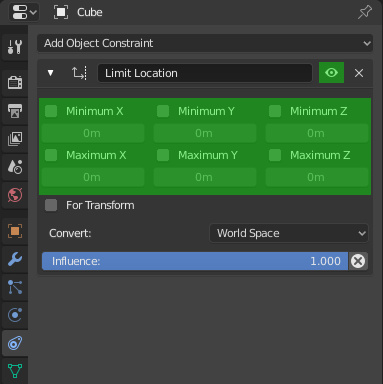 Cube
Add Object Constraint
Limit Location
Minimum X Minimum Y Minimum Z
0m 0m 0m
Maximum X Maximum Y Maximum Z
0m 0m 0m
For Transform
Convert: World Space
Influence: 1.000